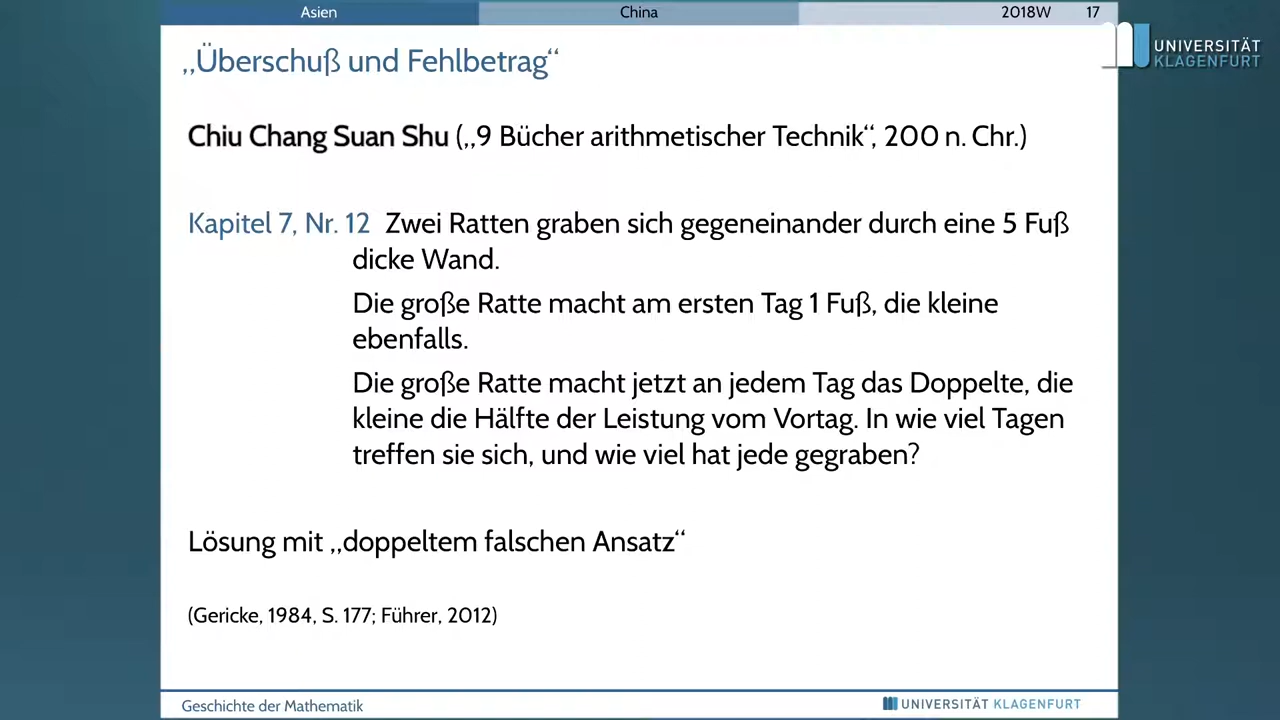 Asien China 2018W 17
UNIVERSITÄT
KLAGENFURT
„Überschuß und Fehlbetrag“
Chiu Chang Suan Shu („9 Bücher arithmetischer Technik“, 200 n. Chr.)
Kapitel 7, Nr. 12 Zwei Ratten graben sich gegeneinander durch eine 5 Fuß
dicke Wand.
Die große Ratte macht am ersten Tag 1 Fuß, die kleine
ebenfalls.
Die große Ratte macht jetzt an jedem Tag das Doppelte, die
kleine die Hälfte der Leistung vom Vortag. In wie viel Tagen
treffen sie sich, und wie viel hat jede gegraben?
Lösung mit „doppeltem falschen Ansatz“
(Gericke, 1984, S. 177; Führer, 2012)
Geschichte der Mathematik UNIVERSITÄT KLAGENFURT